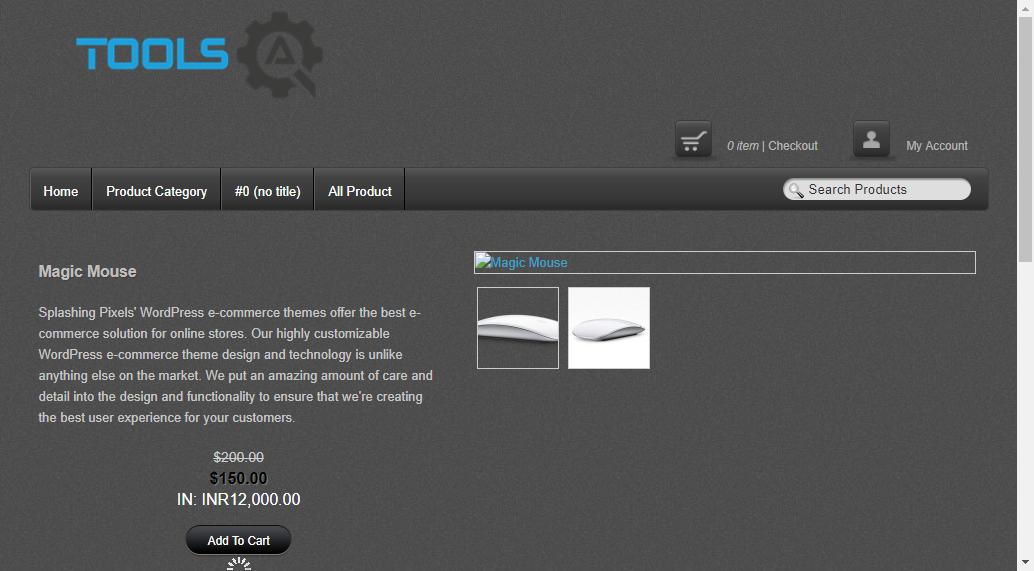 TOOLS
0 item | Checkout
My Account
Home
Product Category
#0 (no title)
All Product
Search Products
Magic Mouse
Splashing Pixels' WordPress e-commerce themes offer the best e-
commerce solution for online stores. Our highly customizable
WordPress e-commerce theme design and technology is unlike
anything else on the market. We put an amazing amount of care and
detail into the design and functionality to ensure that we're creating
the best user experience for your customers.
$200.00
$150.00
IN: INR12,000.00
Add To Cart
Magic Mouse